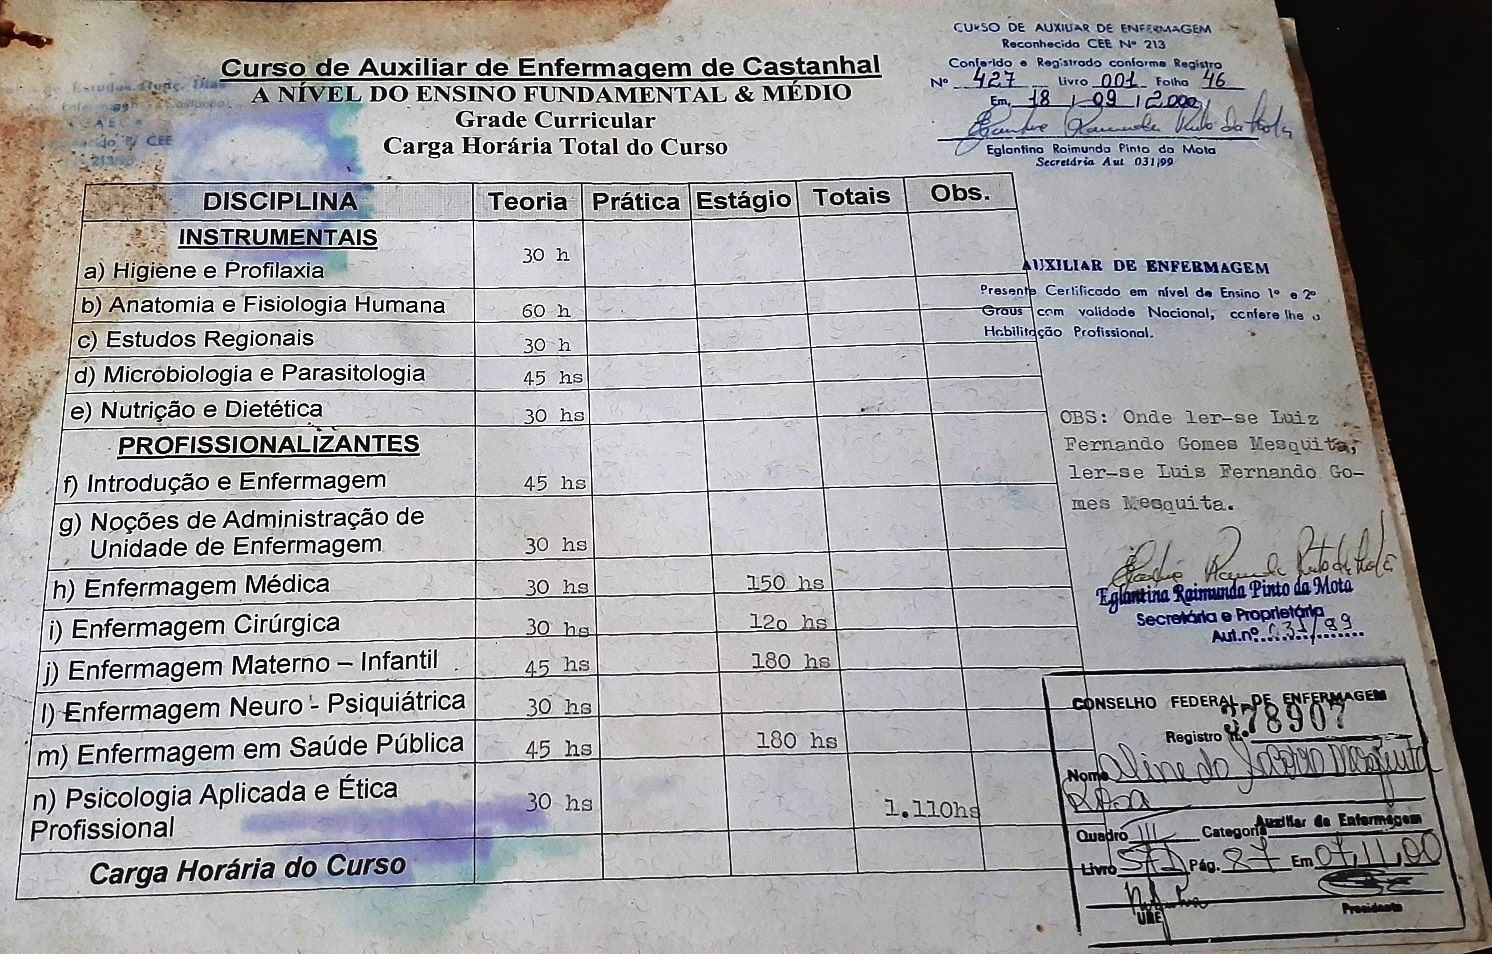 CURSO DE AUXILIAR DE ENFERMAGEM
Reconhecido CEE Nº 213
Conferido e Registrado conforme Registro
Nº 427 Livro 001 Folha 46
Em, 18 / 09 / 2000
Eglantina Raimunda Pinto da Mota
Secretária Aut 031/99
Curso de Auxiliar de Enfermagem de Castanhal
A NÍVEL DO ENSINO FUNDAMENTAL & MÉDIO
Grade Curricular
Carga Horária Total do Curso
CEE
DISCIPLINA Teoria Prática Estágio Totais Obs.
INSTRUMENTAIS
a) Higiene e Profilaxia 30 h
b) Anatomia e Fisiologia Humana 60 h
c) Estudos Regionais 30 h
d) Microbiologia e Parasitologia 45 hs
e) Nutrição e Dietética 30 hs
PROFISSIONALIZANTES
f) Introdução e Enfermagem 45 hs
g) Noções de Administração de
Unidade de Enfermagem 30 hs
h) Enfermagem Médica 30 hs 150 hs
i) Enfermagem Cirúrgica 30 hs 12o hs
j) Enfermagem Materno – Infantil 45 hs 180 hs
l) Enfermagem Neuro - Psiquiátrica 30 hs
m) Enfermagem em Saúde Pública 45 hs 180 hs
n) Psicologia Aplicada e Ética
Profissional 30 hs 1.110hs
Carga Horária do Curso
AUXILIAR DE ENFERMAGEM
Presente Certificado em nível de Ensino 1º e 2º
Graus com validade Nacional, confere lhe a
Habilitação Profissional.
OBS: Onde ler-se Luiz
Fernando Gomes Mesquita,
ler-se Luis Fernando Go-
mes Mesquita.
Eglantina Raimunda Pinto da Mota
Secretária e Proprietária
Aut.nº 031/99
CONSELHO FEDERAL DE ENFERMAGEM
Registro n.º 378907
Nome Aline do Mesquita
Quadro III Categoria Auxiliar de Enfermagem
Livro Pág. 87 Em 07,11,00
Presidente